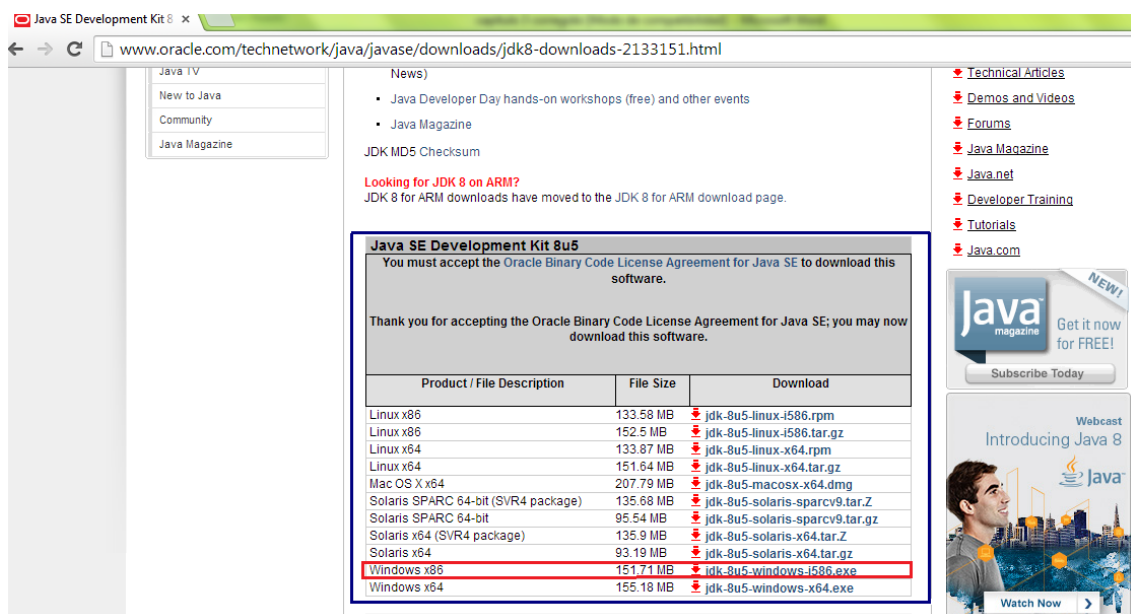 Java SE Development Kit 8
www.oracle.com/technetwork/java/javase/downloads/jdk8-downloads-2133151.html
Java TV
New to Java
Community
Java Magazine
News)
Java Developer Day hands-on workshops (free) and other events
Java Magazine
JDK MD5 Checksum
Looking for JDK 8 on ARM?
JDK 8 for ARM downloads have moved to the JDK 8 for ARM download page.
Java SE Development Kit 8u5
You must accept the Oracle Binary Code License Agreement for Java SE to download this
software.
Thank you for accepting the Oracle Binary Code License Agreement for Java SE; you may now
download this software.
Product / File Description File Size Download
Linux x86 133.58 MB jdk-8u5-linux-i586.rpm
Linux x86 152.5 MB jdk-8u5-linux-i586.tar.gz
Linux x64 133.87 MB jdk-8u5-linux-x64.rpm
Linux x64 151.64 MB jdk-8u5-linux-x64.tar.gz
Mac OS X x64 207.79 MB jdk-8u5-macosx-x64.dmg
Solaris SPARC 64-bit (SVR4 package) 135.68 MB jdk-8u5-solaris-sparcv9.tar.Z
Solaris SPARC 64-bit 95.54 MB jdk-8u5-solaris-sparcv9.tar.gz
Solaris x64 (SVR4 package) 135.9 MB jdk-8u5-solaris-x64.tar.Z
Solaris x64 93.19 MB jdk-8u5-solaris-x64.tar.gz
Windows x86 151.71 MB jdk-8u5-windows-i586.exe
Windows x64 155.18 MB jdk-8u5-windows-x64.exe
Technical Articles
Demos and Videos
Forums
Java Magazine
Java.net
Developer Training
Tutorials
Java.com
NEW!
Java
magazine
Get it now
for FREE!
Subscribe Today
Webcast
Introducing Java 8
Java
Watch Now